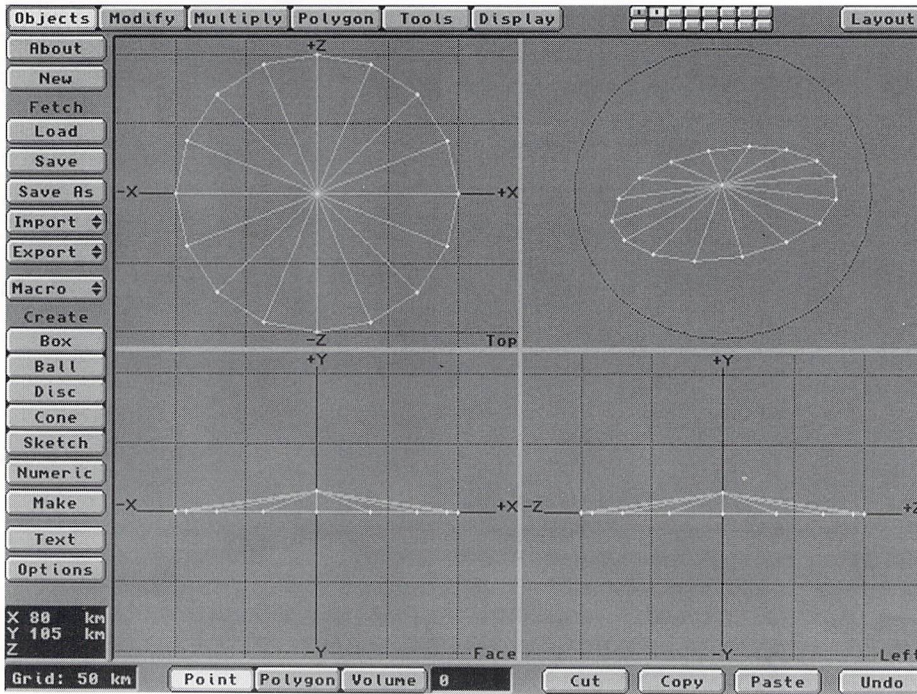 Objects Modify Multiply Polygon Tools Display Layout
About
New
Fetch
Load
Save
Save As
Import
Export
Macro
Create
Box
Ball
Disc
Cone
Sketch
Numeric
Make
Text
Options
X 80 km
Y 105 km
Z
+Z
-X +X
-Z Top
+Y +Y
-X +X -Z +Z
-Y Face -Y Left
Grid: 50 km Point Polygon Volume 0 Cut Copy Paste Undo